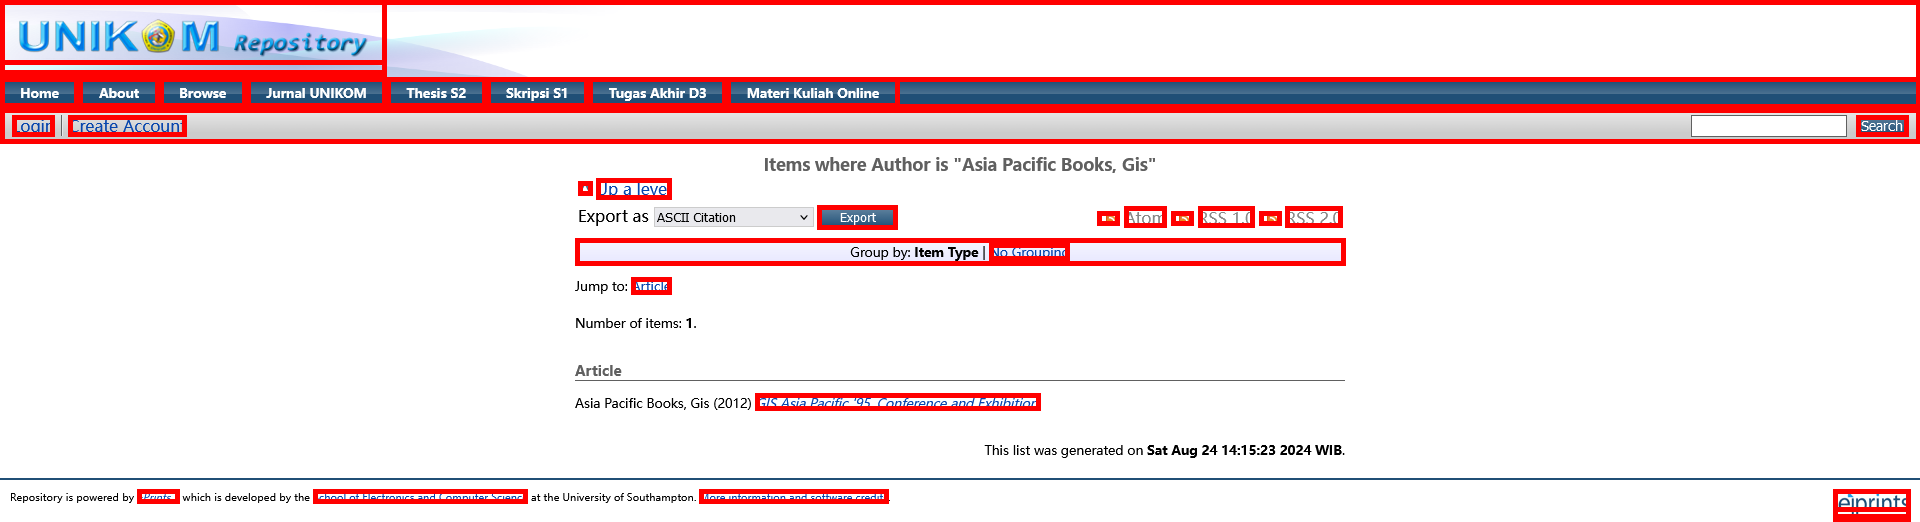 UNIKOM Repository
Home About Browse Jurnal UNIKOM Thesis S2 Skripsi S1 Tugas Akhir D3 Materi Kuliah Online
Login Create Account Search
Items where Author is "Asia Pacific Books, Gis"
Up a level
Export as ASCII Citation Export Atom RSS 1.0 RSS 2.0
Group by: Item Type | No Grouping
Jump to: Article
Number of items: 1.
Article
Asia Pacific Books, Gis (2012) GIS Asia Pacific '95, Conference and Exhibition
This list was generated on Sat Aug 24 14:15:23 2024 WIB.
Repository is powered by EPrints which is developed by the School of Electronics and Computer Science at the University of Southampton. More information and software credits.
eprints